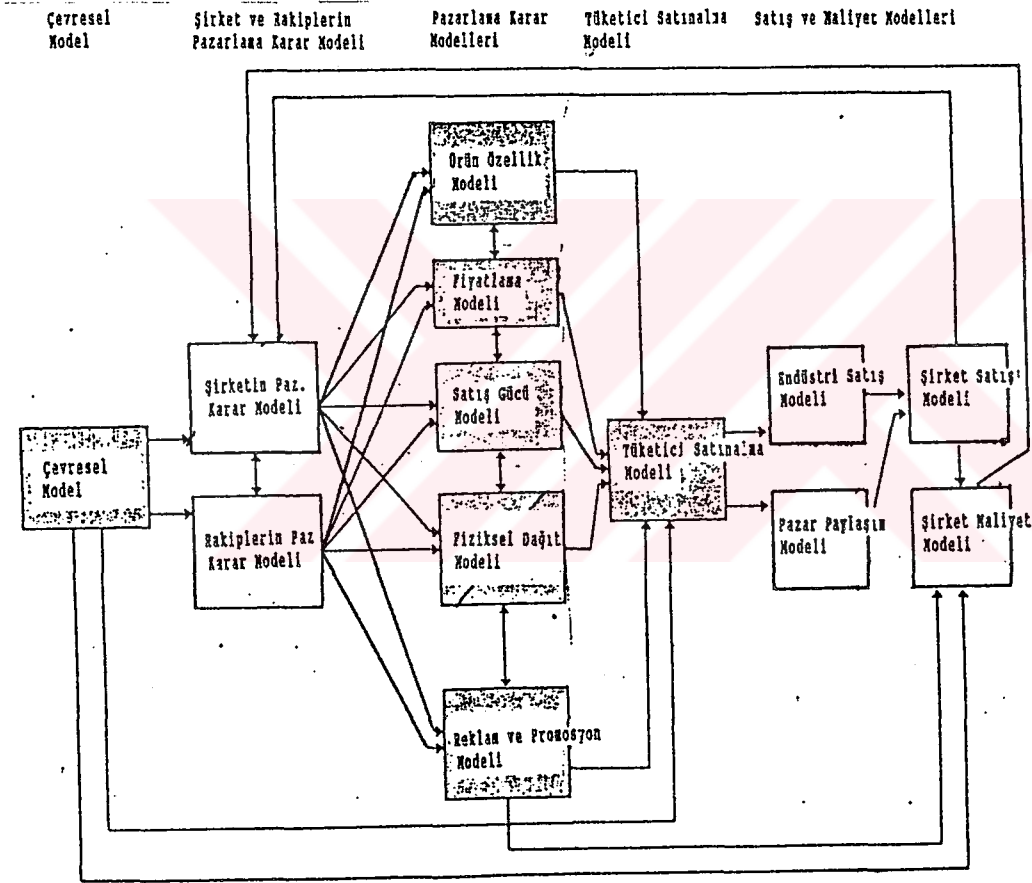 Çevresel
Model
Şirket ve Rakiplerin
Pazarlama Karar Modeli
Pazarlama Karar
Modelleri
Tüketici Satınalma
Modeli
Satış ve Maliyet Modelleri
Ürün Özellik
Modeli
Fiyatlama
Modeli
Şirketin Paz.
Karar Modeli
Satış Gücü
Modeli
Endüstri Satış
Modeli
Şirket Satış
Modeli
Çevresel
Model
Tüketici Satınalma
Modeli
Rakiplerin Paz
Karar Modeli
Fiziksel Dağıt
Modeli
Pazar Paylaşım
Modeli
Şirket Maliyet
Modeli
Reklam ve Promosyon
Modeli